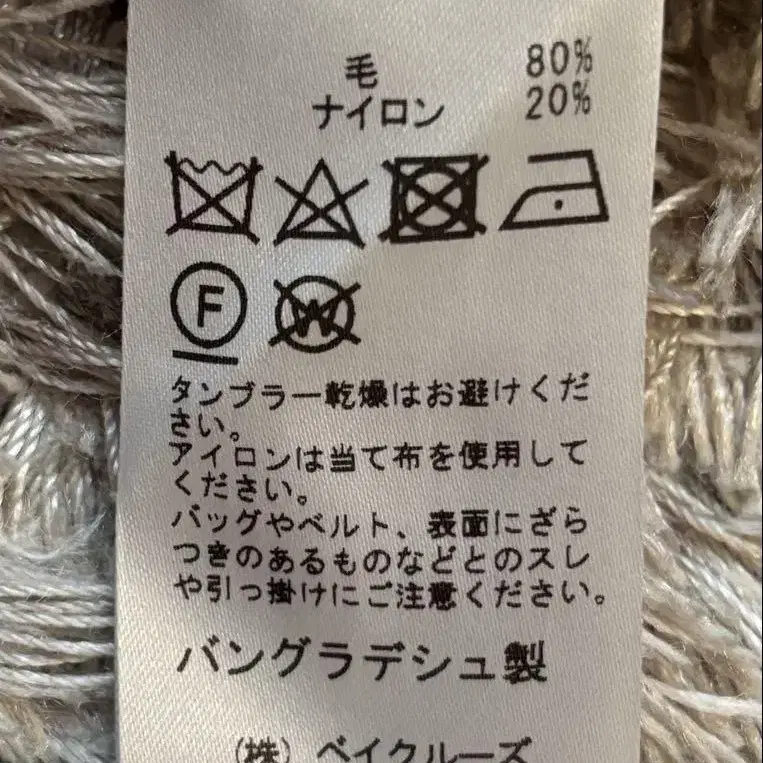 毛 80%
ナイロン 20%
F W
タンブラー乾燥はお避けくだ
さい。
アイロンは当て布を使用して
ください。
バッグやベルト、表面にざら
つきのあるものなどとのスレ
や引っ掛けにご注意ください。
バングラデシュ製
(株) ベイクルーズ